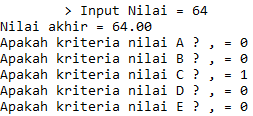 > Input Nilai = 64
Nilai akhir = 64.00
Apakah kriteria nilai A ? , = 0
Apakah kriteria nilai B ? , = 0
Apakah kriteria nilai C ? , = 1
Apakah kriteria nilai D ? , = 0
Apakah kriteria nilai E ? , = 0